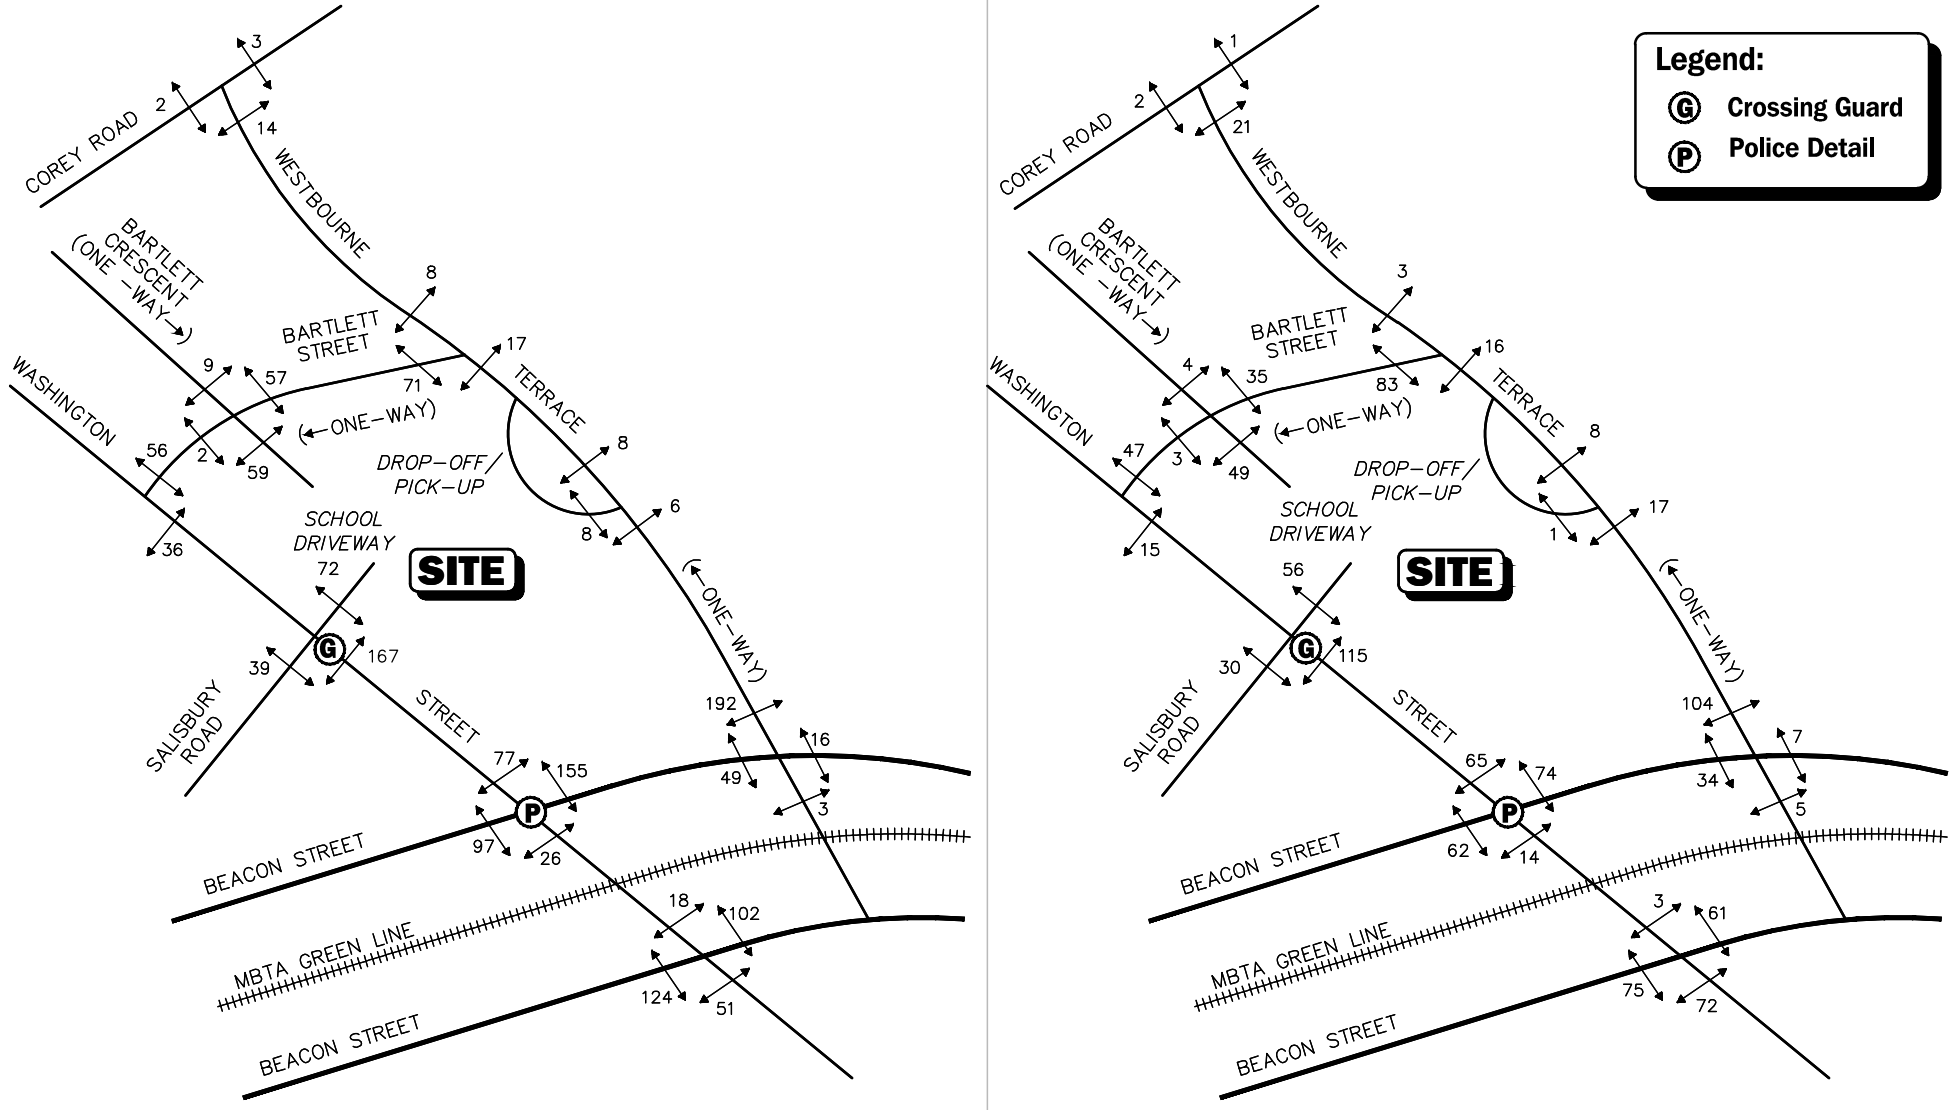 3
2
14
COREY ROAD
WESTBOURNE
BARTLETT
CRESCENT
(ONE-WAY→)
8
BARTLETT
STREET
17
TERRACE
9
57
71
WASHINGTON
(←ONE-WAY)
56
2
59
DROP-OFF/
PICK-UP
8
6
8
36
SCHOOL
DRIVEWAY
SITE
72
(←ONE-WAY)
G
39
167
SALISBURY
ROAD
STREET
192
16
77
155
49
3
P
97
26
BEACON STREET
18
102
MBTA GREEN LINE
124
51
BEACON STREET
1
2
21
COREY ROAD
WESTBOURNE
BARTLETT
CRESCENT
(ONE-WAY→)
3
BARTLETT
STREET
16
TERRACE
4
35
83
WASHINGTON
(←ONE-WAY)
47
3
49
DROP-OFF/
PICK-UP
8
17
1
15
SCHOOL
DRIVEWAY
SITE
56
(←ONE-WAY)
G
30
115
SALISBURY
ROAD
STREET
104
7
65
74
34
5
P
62
14
BEACON STREET
3
61
MBTA GREEN LINE
75
72
BEACON STREET
Legend:
G Crossing Guard
P Police Detail